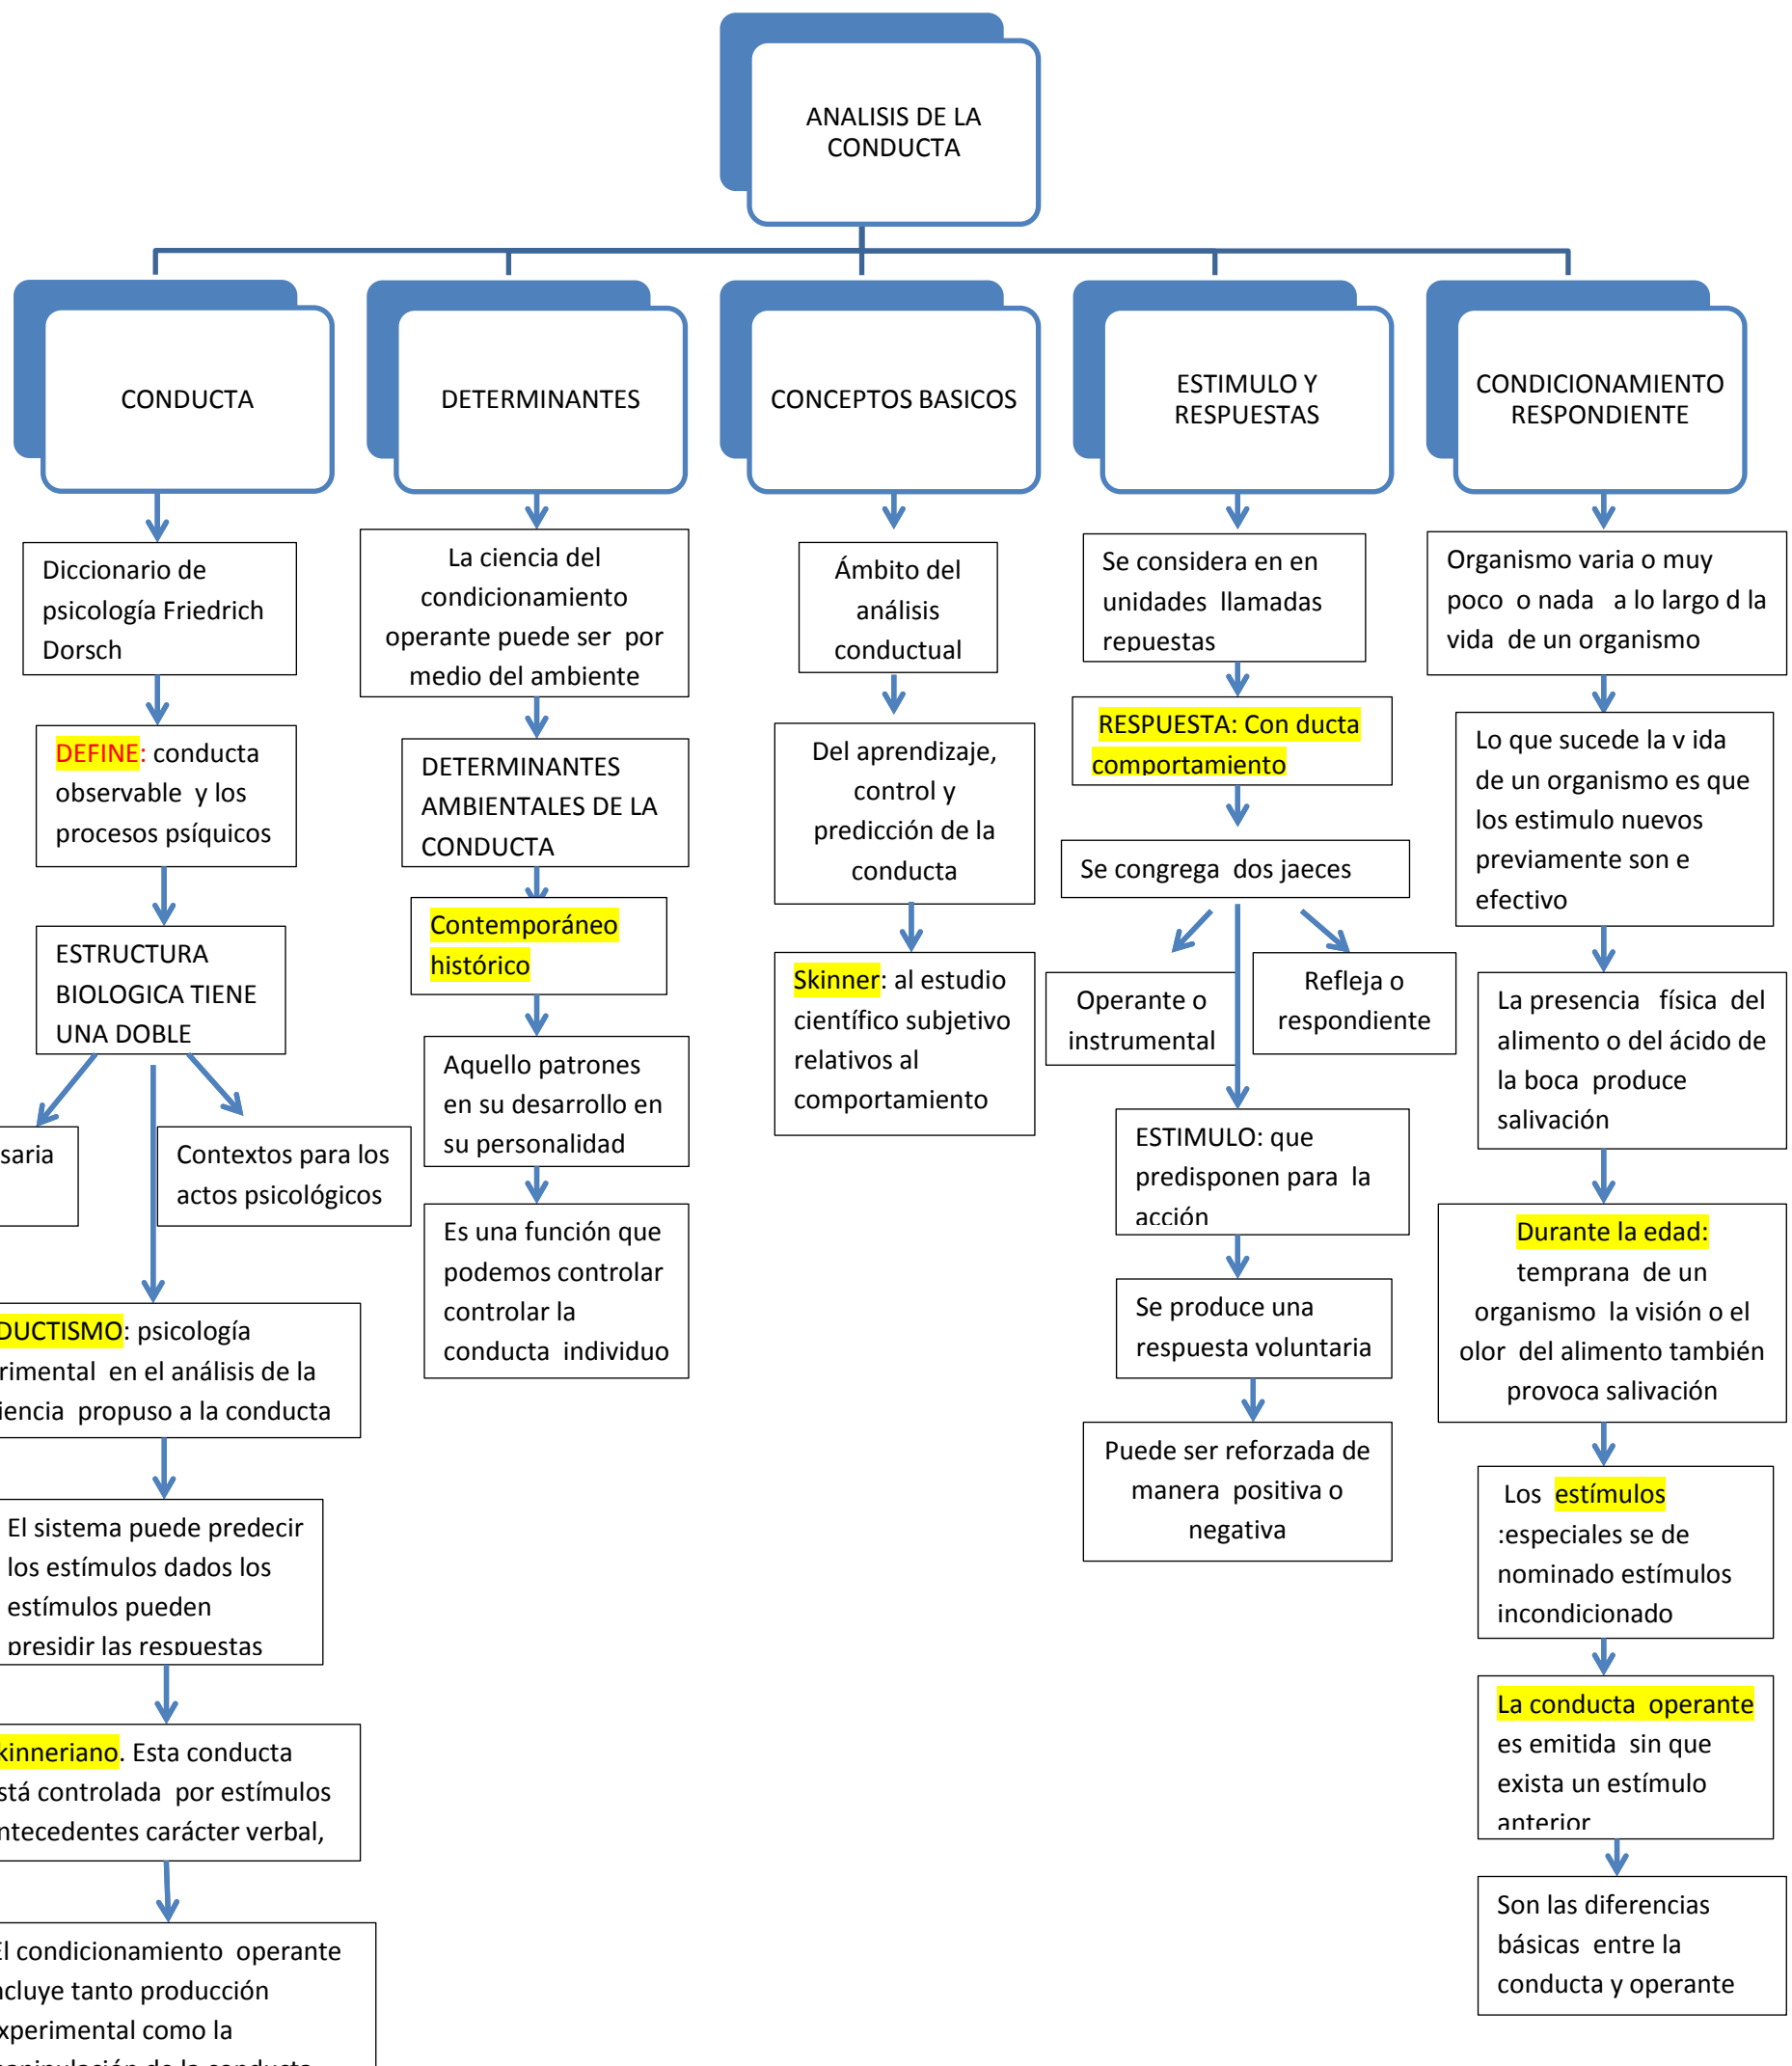 ANALISIS DE LA
CONDUCTA
CONDUCTA
DETERMINANTES
CONCEPTOS BASICOS
ESTIMULO Y
RESPUESTAS
CONDICIONAMIENTO
RESPONDIENTE
Diccionario de
psicología Friedrich
Dorsch
DEFINE: conducta
observable y los
procesos psíquicos
ESTRUCTURA
BIOLOGICA TIENE
UNA DOBLE
saria
Contextos para los
actos psicológicos
DUCTISMO: psicología
rimental en el análisis de la
iencia propuso a la conducta
El sistema puede predecir
los estímulos dados los
estímulos pueden
presidir las respuestas
kinneriano. Esta conducta
stá controlada por estímulos
ntecedentes carácter verbal,
El condicionamiento operante
ncluye tanto producción
xperimental como la
manipulación de la conducta
La ciencia del
condicionamiento
operante puede ser por
medio del ambiente
DETERMINANTES
AMBIENTALES DE LA
CONDUCTA
Contemporáneo
histórico
Aquello patrones
en su desarrollo en
su personalidad
Es una función que
podemos controlar
controlar la
conducta individuo
Ámbito del
análisis
conductual
Del aprendizaje,
control y
predicción de la
conducta
Skinner: al estudio
científico subjetivo
relativos al
comportamiento
Se considera en en
unidades llamadas
repuestas
RESPUESTA: Con ducta
comportamiento
Se congrega dos jaeces
Operante o
instrumental
Refleja o
respondiente
ESTIMULO: que
predisponen para la
acción
Se produce una
respuesta voluntaria
Puede ser reforzada de
manera positiva o
negativa
Organismo varia o muy
poco o nada a lo largo d la
vida de un organismo
Lo que sucede la v ida
de un organismo es que
los estimulo nuevos
previamente son e
efectivo
La presencia física del
alimento o del ácido de
la boca produce
salivación
Durante la edad:
temprana de un
organismo la visión o el
olor del alimento también
provoca salivación
Los estímulos
:especiales se de
nominado estímulos
incondicionado
La conducta operante
es emitida sin que
exista un estímulo
anterior
Son las diferencias
básicas entre la
conducta y operante